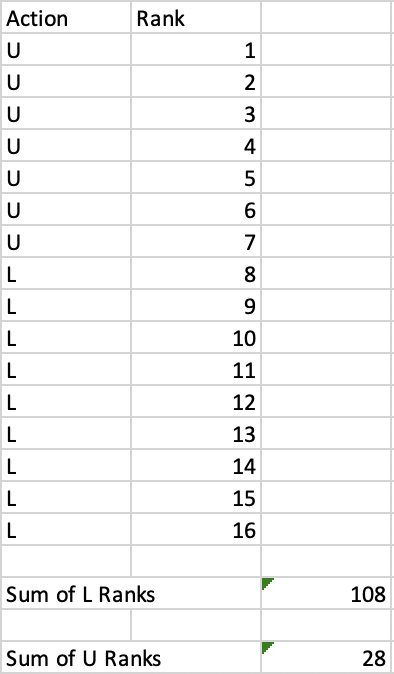 Action Rank
U 1
U 2
U 3
U 4
U 5
U 6
U 7
L 8
L 9
L 10
L 11
L 12
L 13
L 14
L 15
L 16
Sum of L Ranks 108
Sum of U Ranks 28